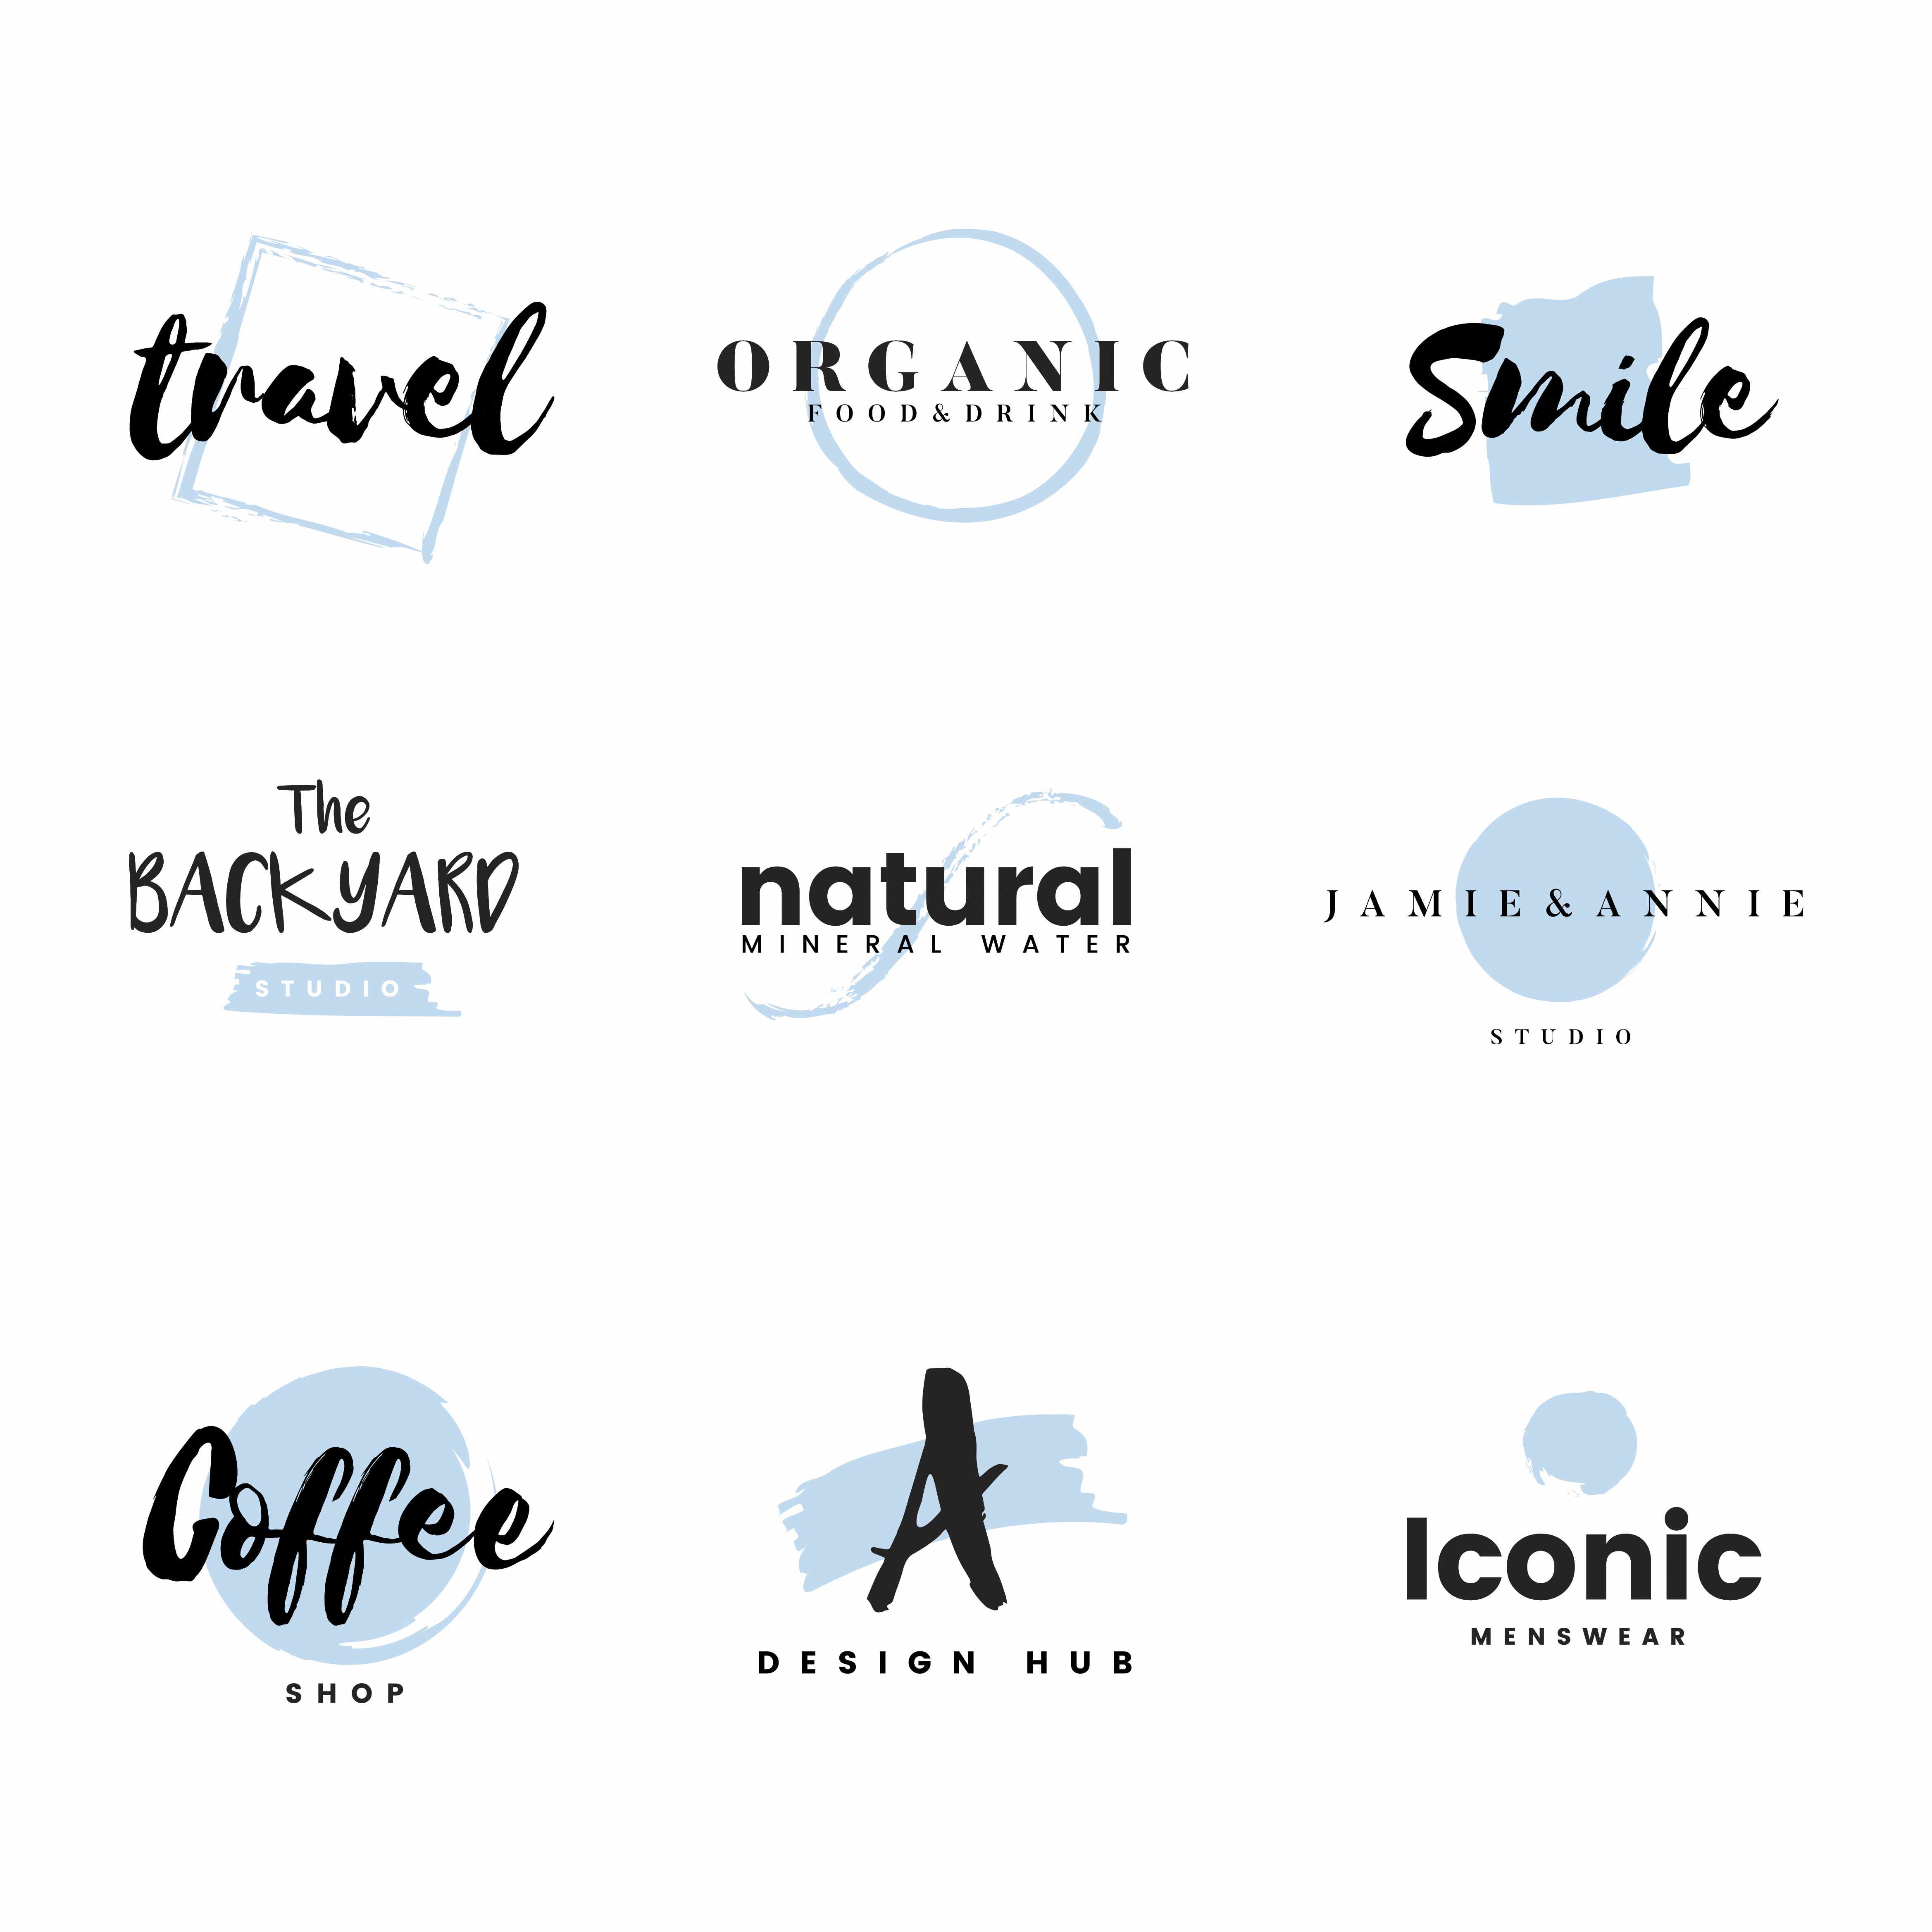 travel
ORGANIC
FOOD&DRINK
Smile
The
BACKYARD
STUDIO
natural
MINERAL WATER
JAMIE&ANNIE
STUDIO
Coffee
SHOP
A
DESIGN HUB
Iconic
MENSWEAR